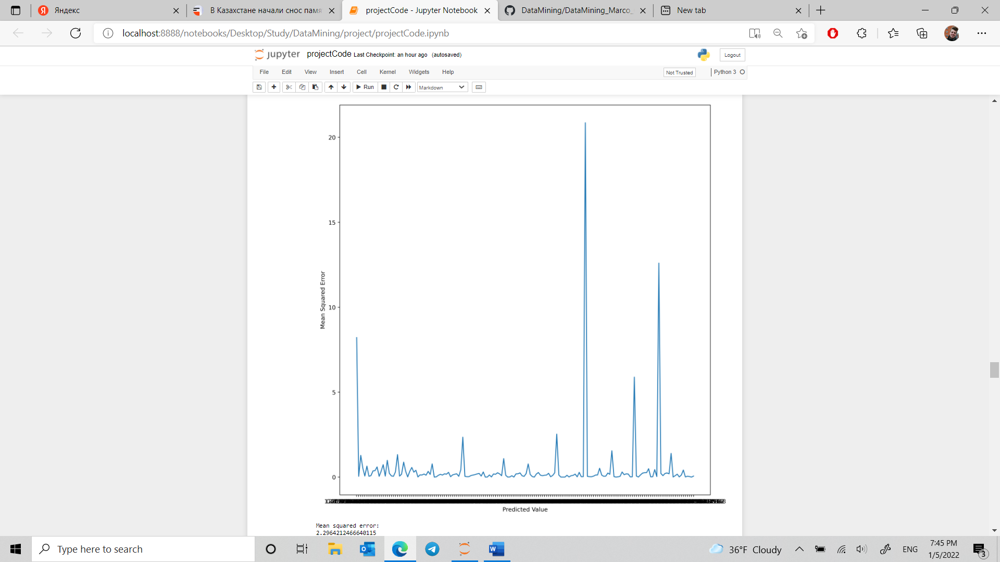 Яндекс
В Казахстане начали снос памя
projectCode - Jupyter Notebook
DataMining/DataMining_Marco_
New tab
localhost:8888/notebooks/Desktop/Study/DataMining/project/projectCode.ipynb
jupyter projectCode Last Checkpoint: an hour ago (autosaved)
Logout
File Edit View Insert Cell Kernel Widgets Help
Not Trusted
Python 3
Run
Markdown
20
15
10
5
0
Mean Squared Error
Predicted Value
Mean squared error:
2.2964212466640115
Type here to search
36°F Cloudy
ENG
7:45 PM
1/5/2022
3